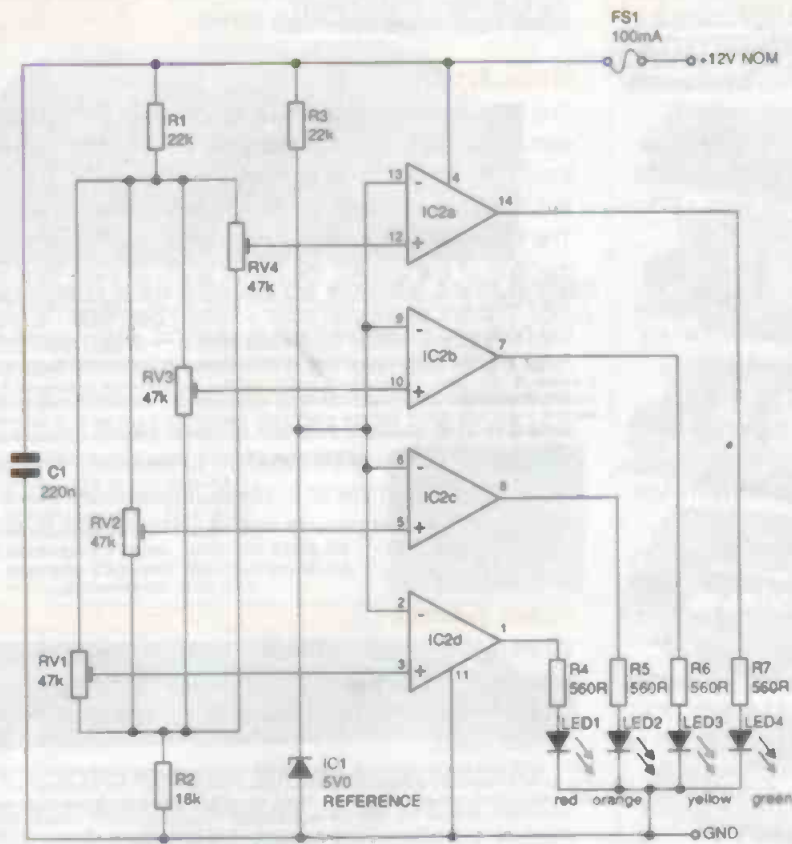 FS1
100mA
+12V NOM
R1
22k
R3
22k
13
-
4
14
IC2a
12
+
RV4
47k
9
-
7
IC2b
10
+
RV3
47k
C1
220n
6
-
8
IC2c
5
+
RV2
47k
2
-
1
IC2d
3
+
11
RV1
47k
R4
560R
R5
560R
R6
560R
R7
560R
LED1
LED2
LED3
LED4
red
orange
yellow
green
R2
18k
IC1
5V0
REFERENCE
GND